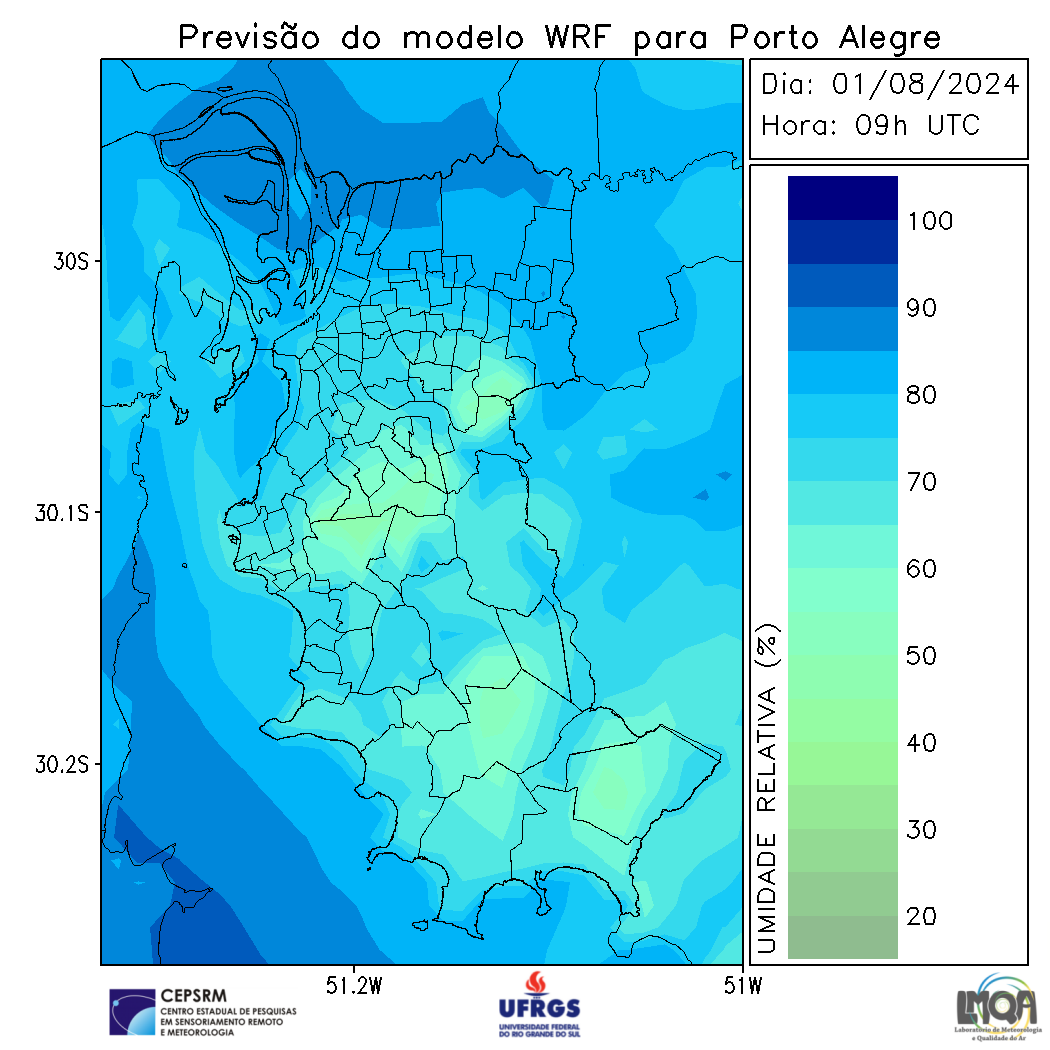 Previsão do modelo WRF para Porto Alegre
Dia: 01/08/2024
Hora: 09h UTC
30S
30.1S
30.2S
51.2W
51W
UMIDADE RELATIVA (%)
100
90
80
70
60
50
40
30
20
CEPSRM
CENTRO ESTADUAL DE PESQUISAS
EM SENSORIAMENTO REMOTO
E METEOROLOGIA
UFRGS
UNIVERSIDADE FEDERAL
DO RIO GRANDE DO SUL
LMQA
Laboratório de Meteorologia
e Qualidade do Ar